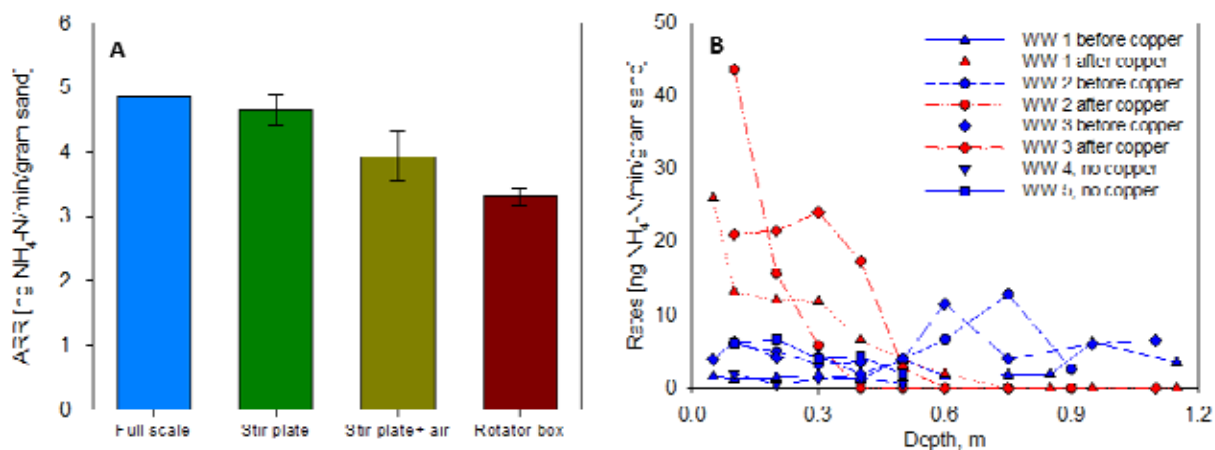 A
ARR [ng NH4-N/min/gram sand]
6
5
4
3
2
1
0
Full scale
Stir plate
Stir plate+ air
Rotator box
B
Rates [ng NH4-N/min/gram sand]
50
40
30
20
10
0
WW 1 before copper
WW 1 after copper
WW 2 before copper
WW 2 after copper
WW 3 before copper
WW 3 after copper
WW 4, no copper
WW 5, no copper
0.0 0.3 0.6 0.9 1.2
Depth, m